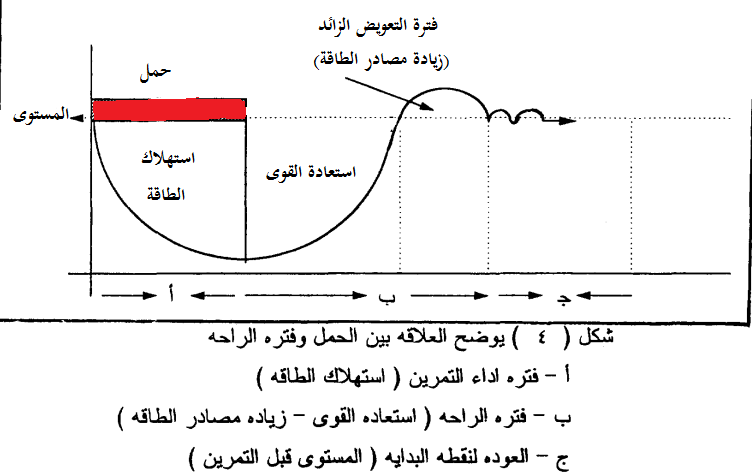 فترة التعويض الزائد
(زيادة مصادر الطاقة)
حمل
المستوى
استهلاك
الطاقة
استعادة القوى
أ
ب
ج
شكل ( ٤ ) يوضح العلاقه بين الحمل وفتره الراحه
أ - فتره اداء التمرين ( استهلاك الطاقه )
ب - فتره الراحه ( استعاده القوى - زياده مصادر الطاقه )
ج - العوده لنقطه البدايه ( المستوى قبل التمرين )